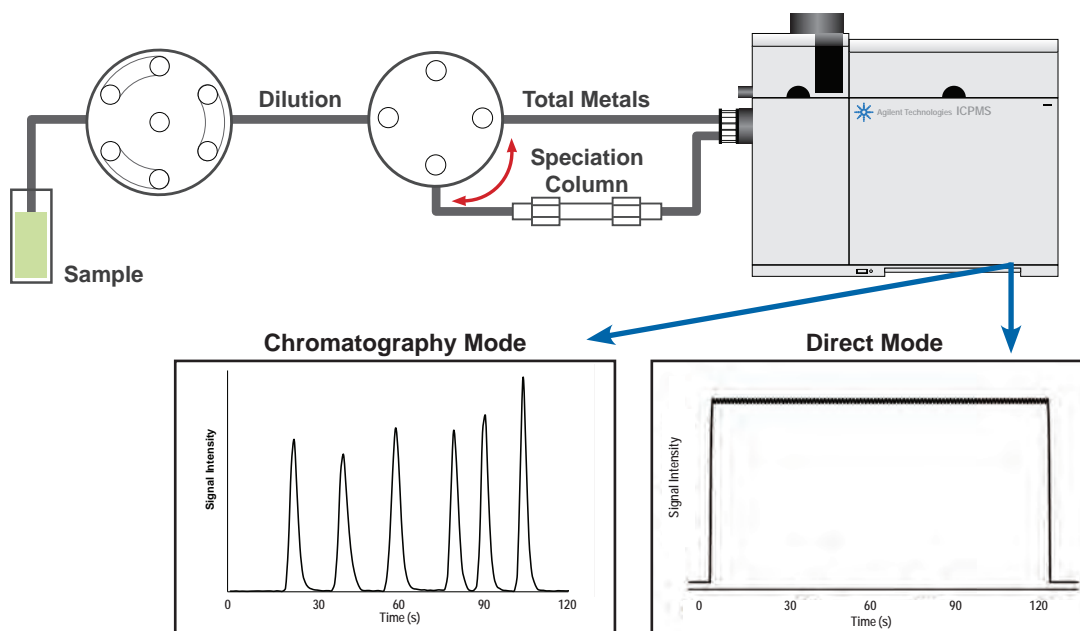 Dilution
Total Metals
Agilent Technologies ICPMS
Speciation
Column
Sample
Chromatography Mode
Signal Intensity
0 30 60 90 120
Time (s)
Direct Mode
Signal Intensity
0 30 60 90 120
Time (s)